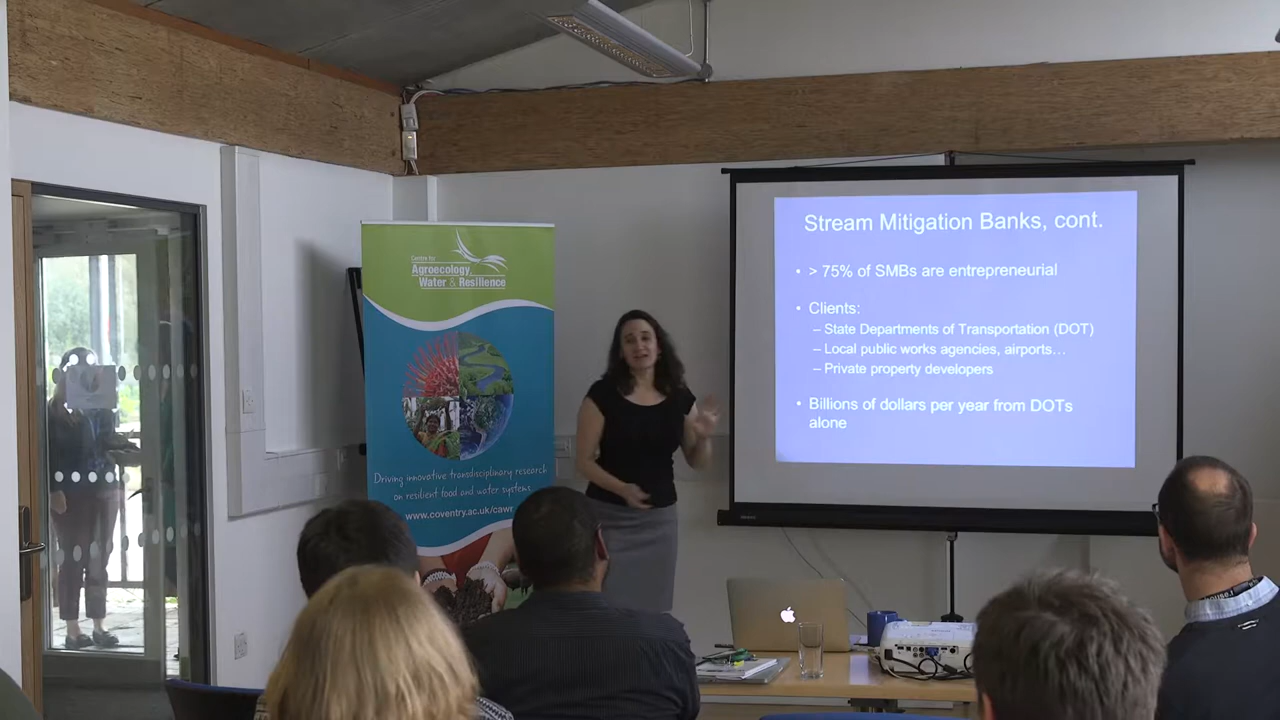 Centre for
Agroecology,
Water & Resilience
Driving innovative transdisciplinary research
on resilient food and water systems
www.coventry.ac.uk/cawr
Stream Mitigation Banks, cont.
• > 75% of SMBs are entrepreneurial
• Clients:
– State Departments of Transportation (DOT)
– Local public works agencies, airports…
– Private property developers
• Billions of dollars per year from DOTs
alone